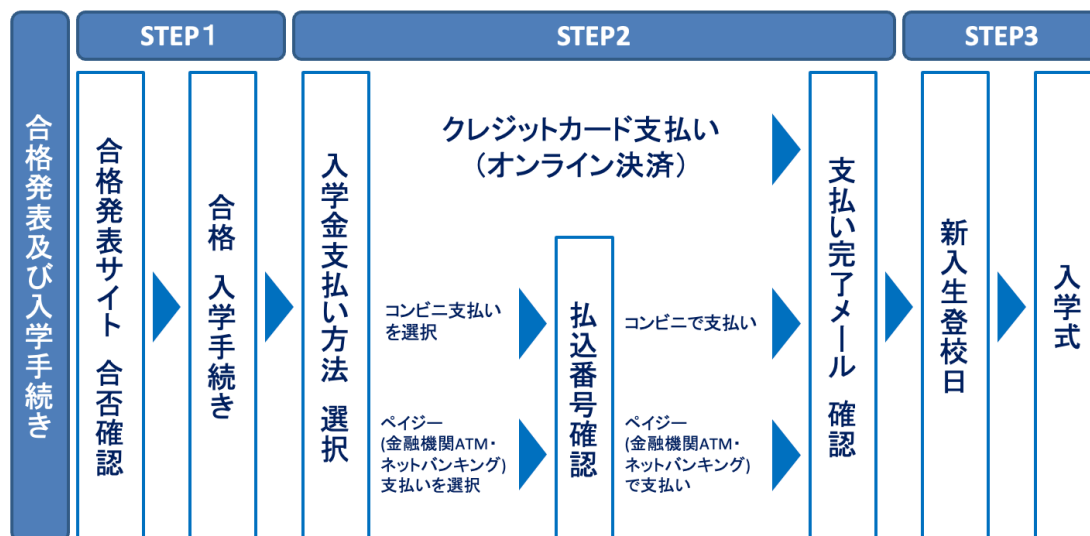 STEP1
STEP2
STEP3
合格発表及び入学手続き
合格発表サイト 合否確認
合格 入学手続き
入学金支払い方法 選択
クレジットカード支払い
（オンライン決済）
コンビニ支払い
を選択
ペイジー
(金融機関ATM・
ネットバンキング)
支払いを選択
払込番号確認
コンビニで支払い
ペイジー
(金融機関ATM・
ネットバンキング)
で支払い
支払い完了メール 確認
新入生登校日
入学式